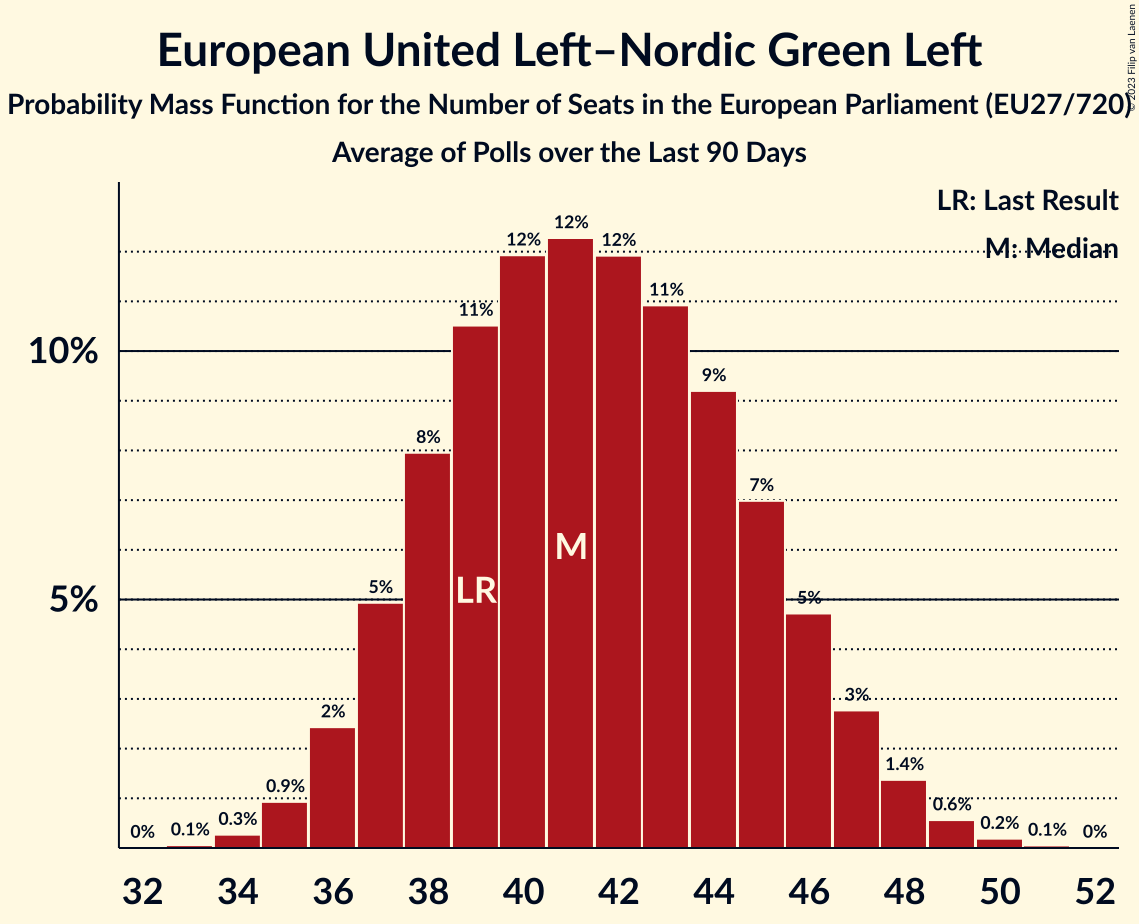 European United Left–Nordic Green Left
Probability Mass Function for the Number of Seats in the European Parliament (EU27/720)
Average of Polls over the Last 90 Days
© 2023 Filip van Laenen
LR: Last Result
M: Median
10%
5%
0%
0.1%
0.3%
0.9%
2%
5%
8%
11%
12%
12%
12%
11%
9%
7%
5%
3%
1.4%
0.6%
0.2%
0.1%
0%
LR
M
32 34 36 38 40 42 44 46 48 50 52